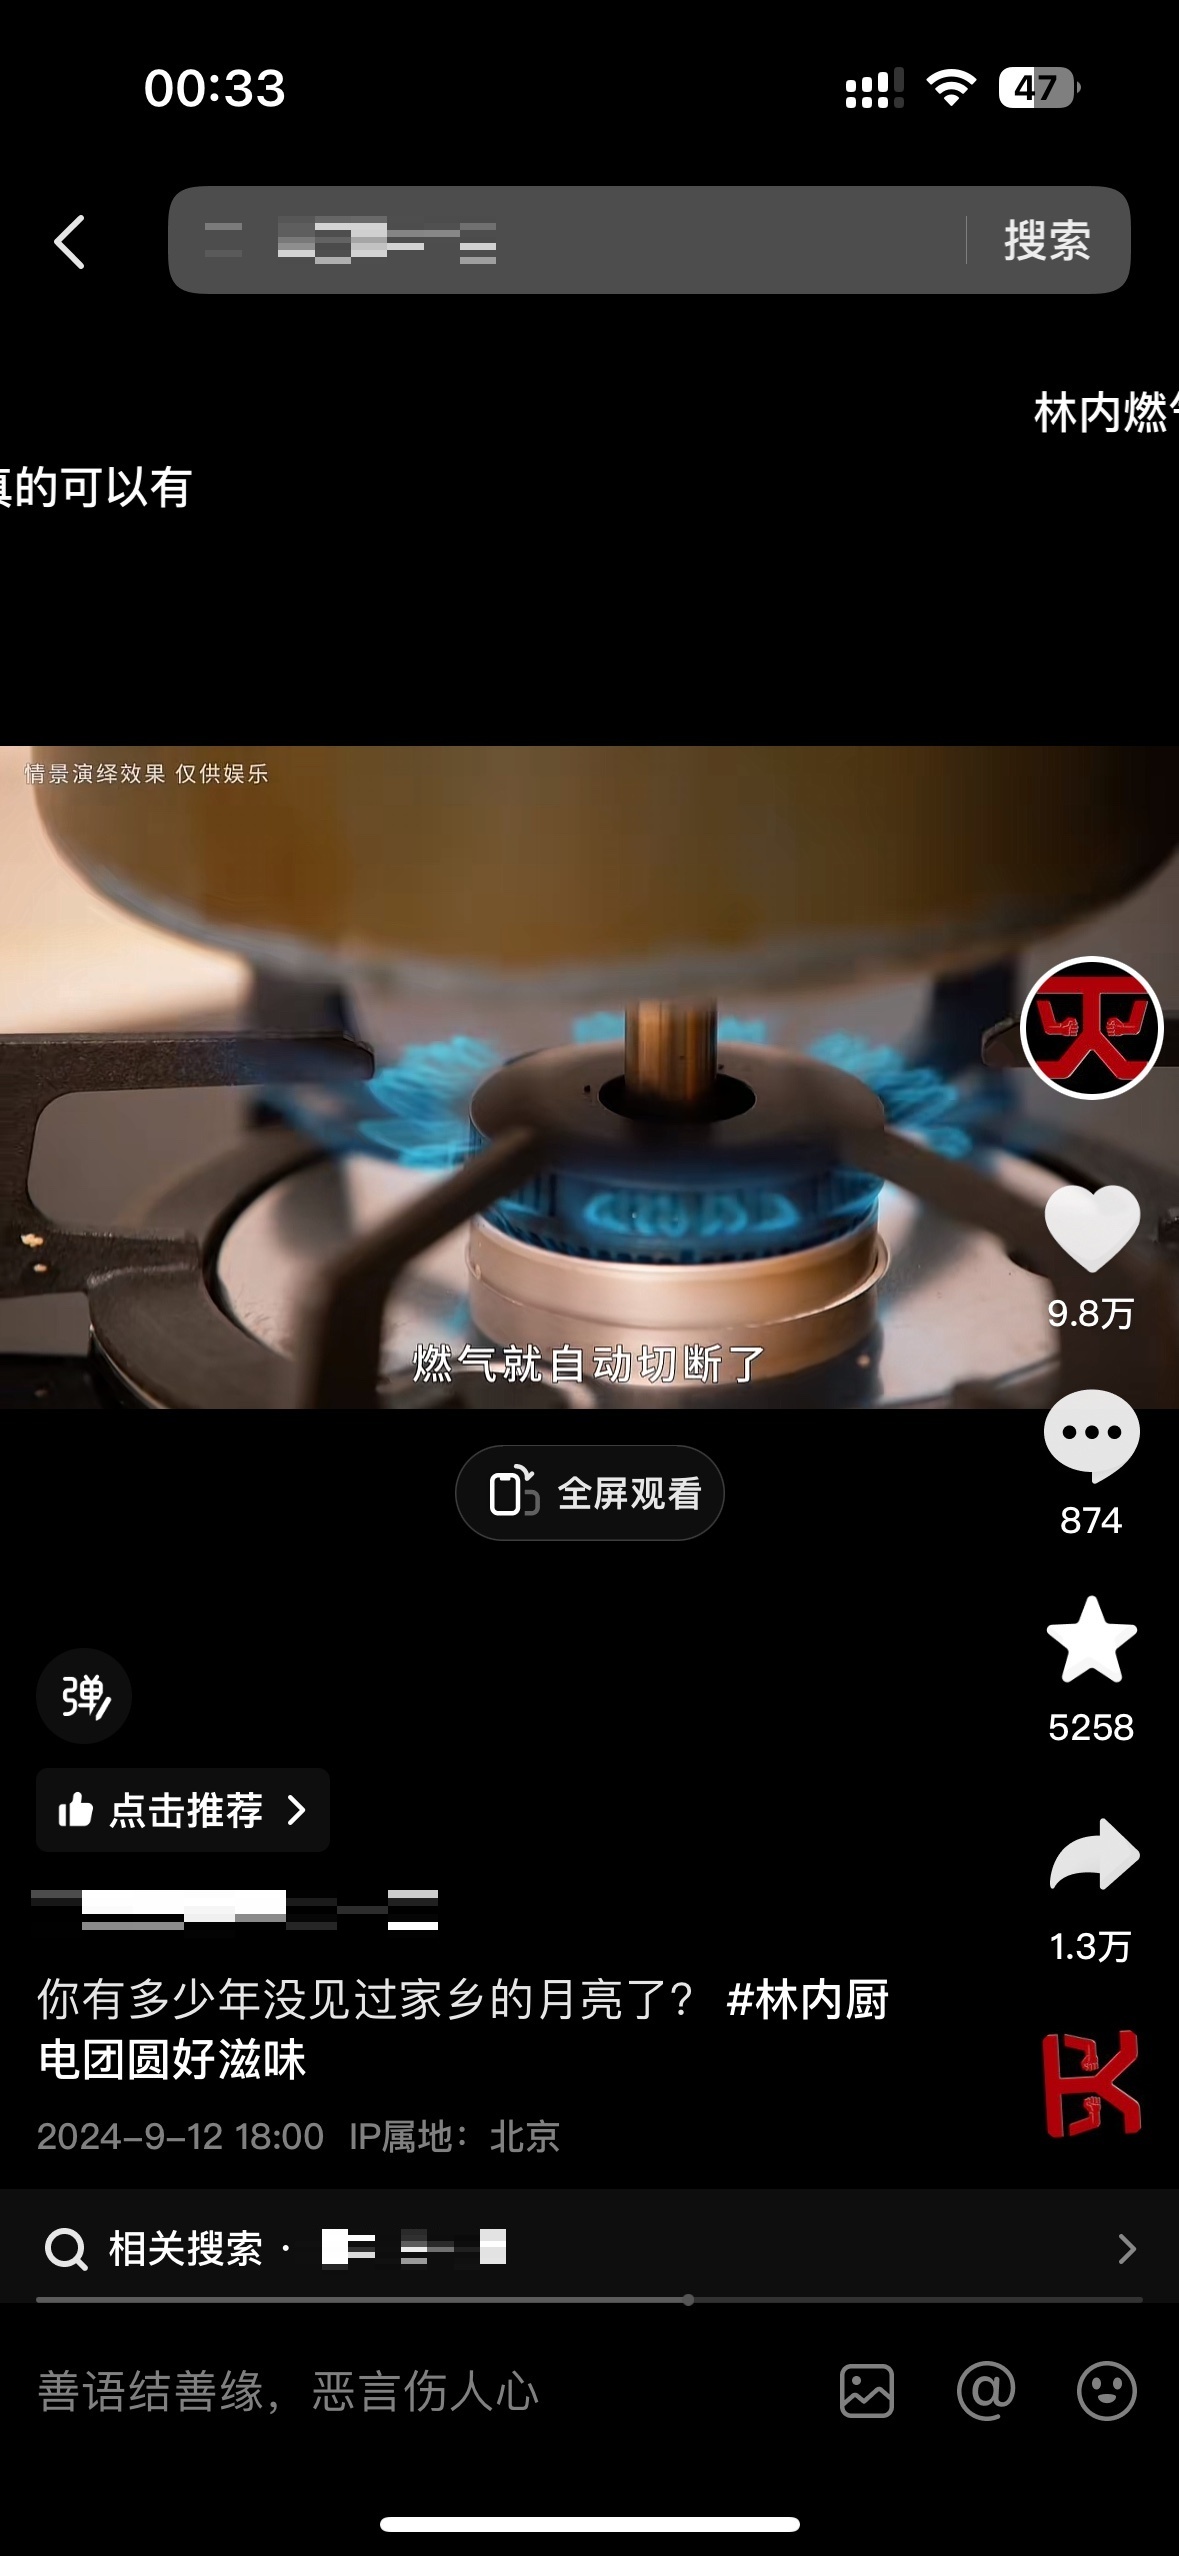 00:33
47
搜索
林内燃
的可以有
情景演绎效果 仅供娱乐
9.8万
燃气就自动切断了
全屏观看
874
5258
弹
点击推荐
1.3万
你有多少年没见过家乡的月亮了？ #林内厨
电团圆好滋味
2024-9-12 18:00 IP属地：北京
相关搜索 ·
善语结善缘，恶言伤人心